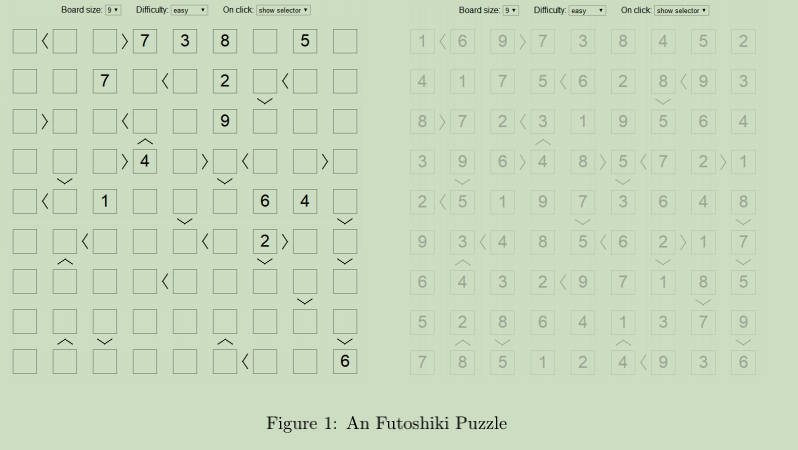 Board size: 9 Difficulty: easy On click: show selector Board size: 9 Difficulty: easy On click: show selector
< > 7 3 8 5 1 < 6 9 > 7 3 8 4 5 2
7 < 2 < 4 1 7 5 < 6 2 8 < 9 3
> < 9 8 > 7 2 < 3 1 9 5 6 4
> 4 > < > 3 9 6 > 4 8 > 5 < 7 2 > 1
< 1 6 4 2 < 5 1 9 7 3 6 4 8
< < 2 > 9 3 < 4 8 5 < 6 2 > 1 7
< 6 4 3 2 < 9 7 1 8 5
5 2 8 6 4 1 3 7 9
< 6 7 8 5 1 2 4 < 9 3 6
Figure 1: An Futoshiki Puzzle